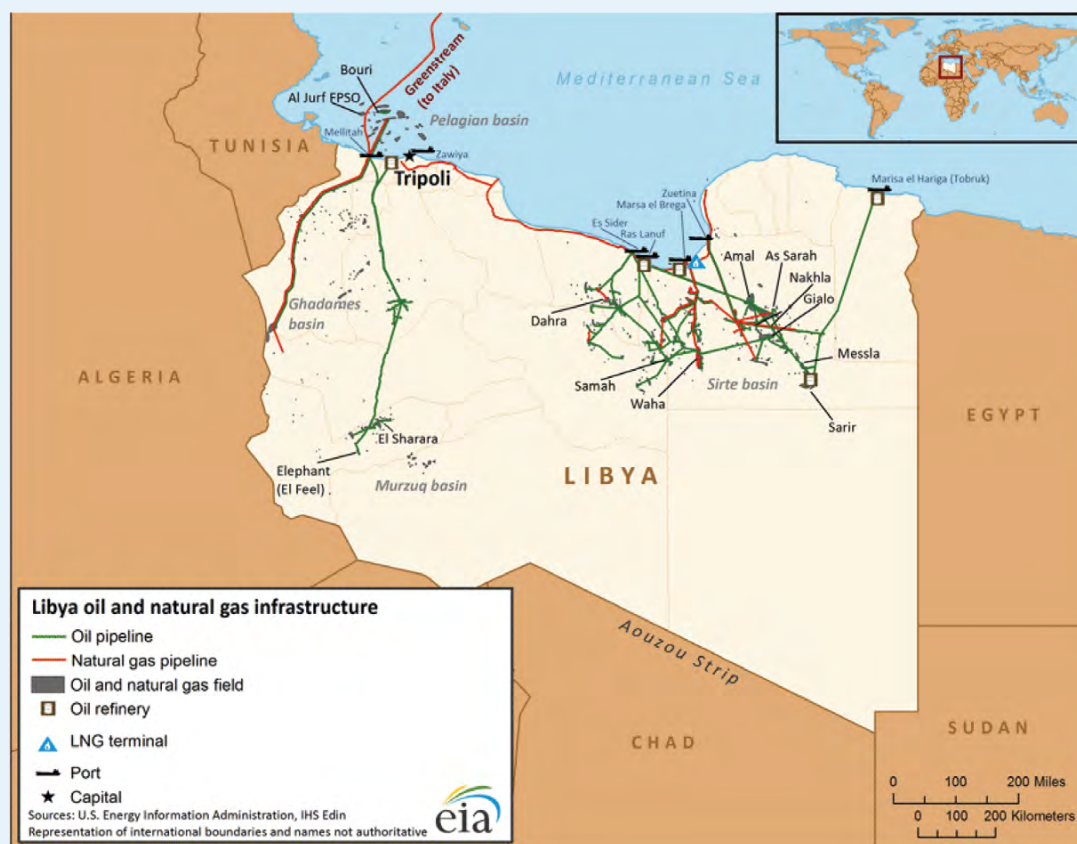 Bouri
Al Jurf FPSO
Greenstream
(to Italy)
Mediterranean Sea
Pelagian basin
TUNISIA
Mellitah
Zawiya
Tripoli
Marisa el Hariga (Tobruk)
Zuetina
Marsa el Brega
Es Sider
Ras Lanuf
Amal
As Sarah
Nakhla
Gialo
Ghadames
basin
Dahra
Messla
ALGERIA
Samah
Sirte basin
Waha
Sarir
EGYPT
El Sharara
Elephant
(El Feel)
Murzuq basin
LIBYA
Aouzou Strip
CHAD
SUDAN
Libya oil and natural gas infrastructure
Oil pipeline
Natural gas pipeline
Oil and natural gas field
Oil refinery
LNG terminal
Port
Capital
Sources: U.S. Energy Information Administration, IHS Edin
Representation of international boundaries and names not authoritative
eia
0 100 200 Miles
0 100 200 Kilometers